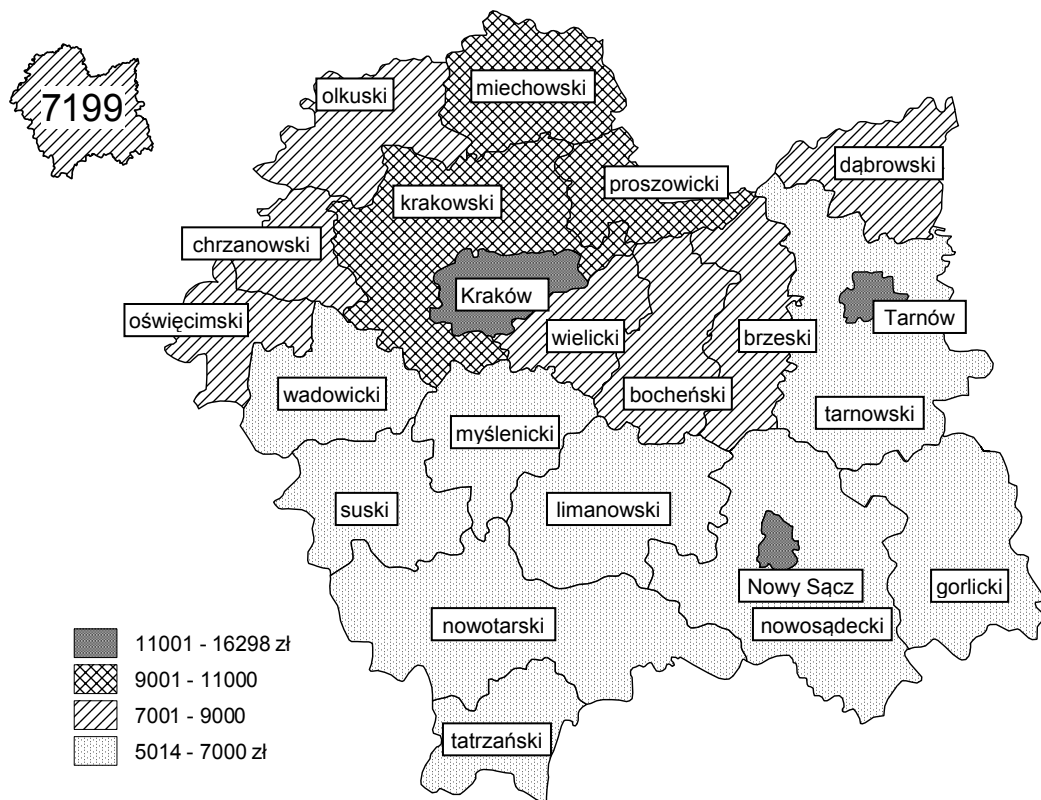 7199
olkuski
miechowski
dąbrowski
krakowski
proszowicki
chrzanowski
Kraków
oświęcimski
Tarnów
wielicki
brzeski
wadowicki
bocheński
tarnowski
myślenicki
suski
limanowski
Nowy Sącz
gorlicki
nowotarski
nowosądecki
tatrzański
11001 - 16298 zł
9001 - 11000
7001 - 9000
5014 - 7000 zł